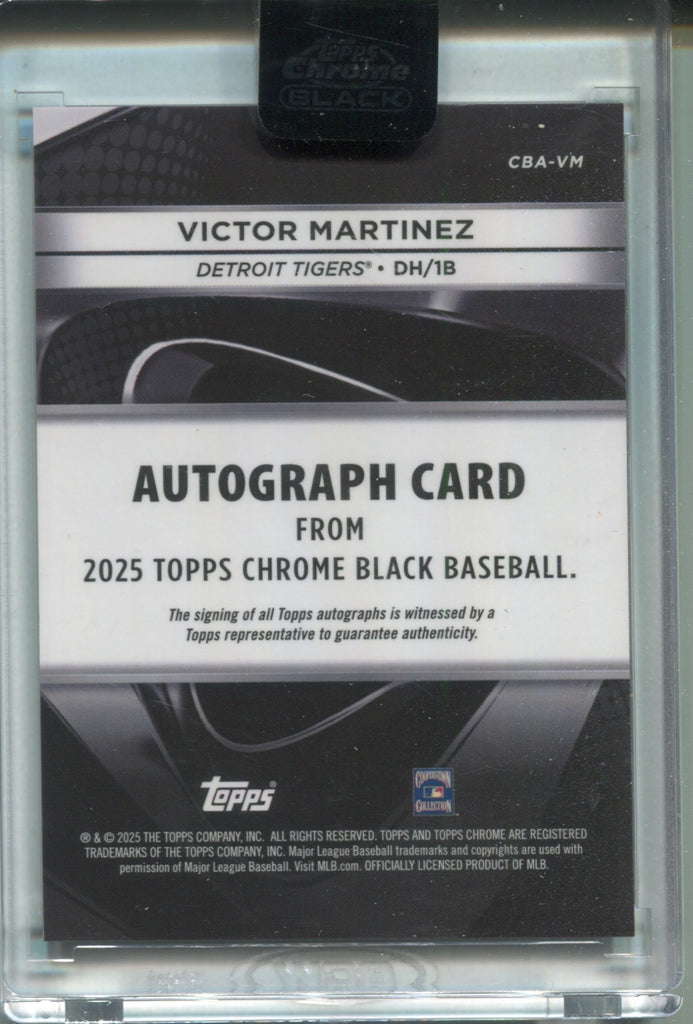 Topps
Chrome
BLACK
CBA-VM
VICTOR MARTINEZ
DETROIT TIGERS® • DH/1B
AUTOGRAPH CARD
FROM
2025 TOPPS CHROME BLACK BASEBALL.
The signing of all Topps autographs is witnessed by a
Topps representative to guarantee authenticity.
Topps®
COOPERSTOWN
COLLECTION
® & © 2025 THE TOPPS COMPANY, INC. ALL RIGHTS RESERVED. TOPPS AND TOPPS CHROME ARE REGISTERED
TRADEMARKS OF THE TOPPS COMPANY, INC. Major League Baseball trademarks and copyrights are used with
permission of Major League Baseball. Visit MLB.com. OFFICIALLY LICENSED PRODUCT OF MLB.